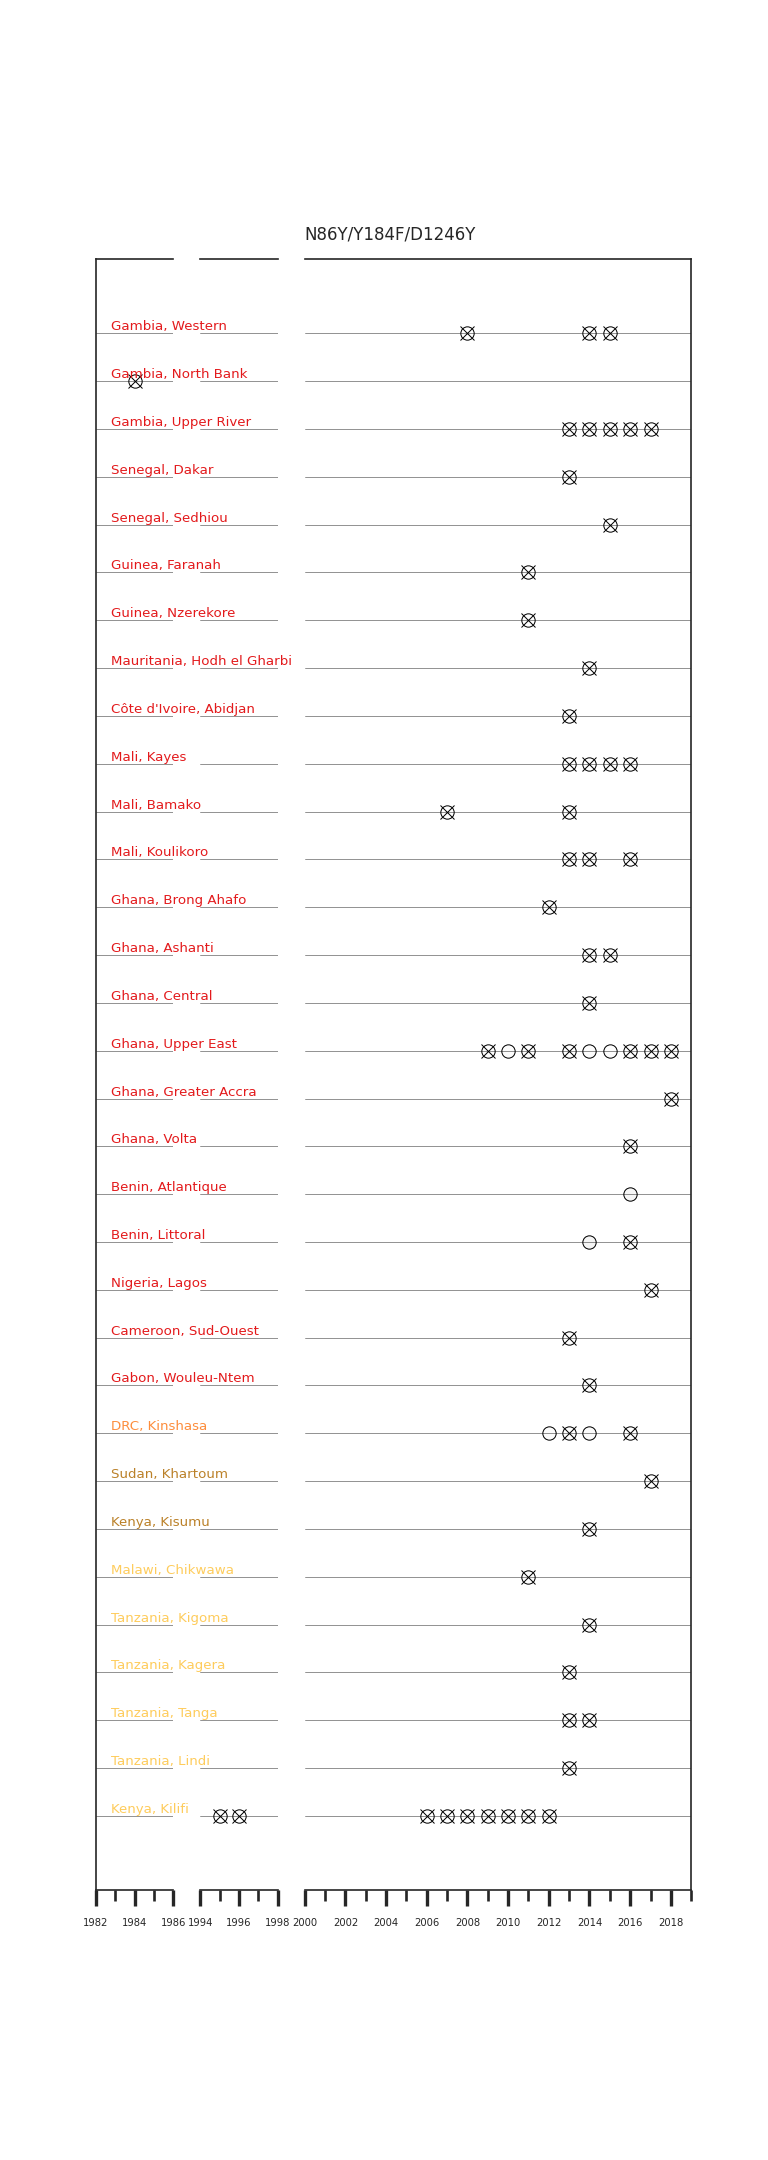 N86Y/Y184F/D1246Y
Gambia, Western
Gambia, North Bank
Gambia, Upper River
Senegal, Dakar
Senegal, Sedhiou
Guinea, Faranah
Guinea, Nzerekore
Mauritania, Hodh el Gharbi
Côte d'Ivoire, Abidjan
Mali, Kayes
Mali, Bamako
Mali, Koulikoro
Ghana, Brong Ahafo
Ghana, Ashanti
Ghana, Central
Ghana, Upper East
Ghana, Greater Accra
Ghana, Volta
Benin, Atlantique
Benin, Littoral
Nigeria, Lagos
Cameroon, Sud-Ouest
Gabon, Wouleu-Ntem
DRC, Kinshasa
Sudan, Khartoum
Kenya, Kisumu
Malawi, Chikwawa
Tanzania, Kigoma
Tanzania, Kagera
Tanzania, Tanga
Tanzania, Lindi
Kenya, Kilifi
1982 1984 1986 1994 1996 1998 2000 2002 2004 2006 2008 2010 2012 2014 2016 2018